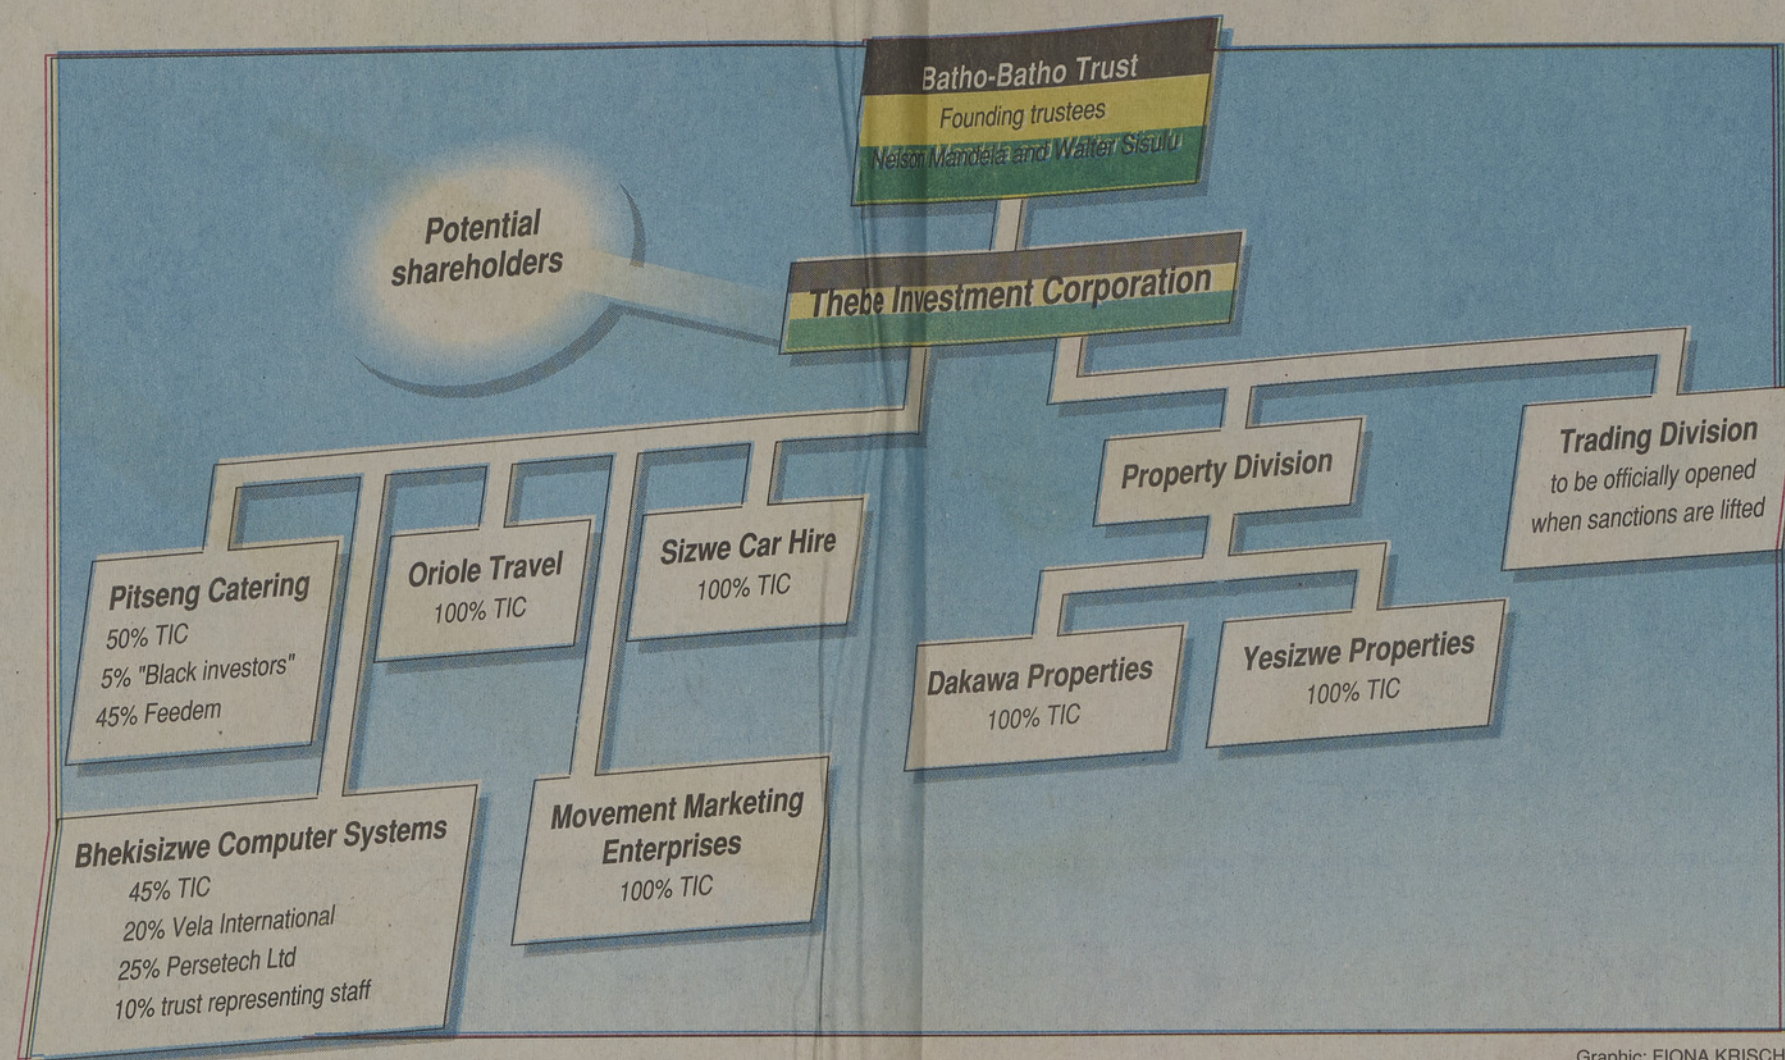 Batho-Batho Trust
Founding trustees
Nelson Mandela and Walter Sisulu
Potential
shareholders
Thebe Investment Corporation
Property Division
Trading Division
to be officially opened
when sanctions are lifted
Pitseng Catering
50% TIC
5% "Black investors"
45% Feedem
Oriole Travel
100% TIC
Sizwe Car Hire
100% TIC
Dakawa Properties
100% TIC
Yesizwe Properties
100% TIC
Bhekisizwe Computer Systems
45% TIC
20% Vela International
25% Persetech Ltd
10% trust representing staff
Movement Marketing
Enterprises
100% TIC
Graphic: FIONA KRISCH